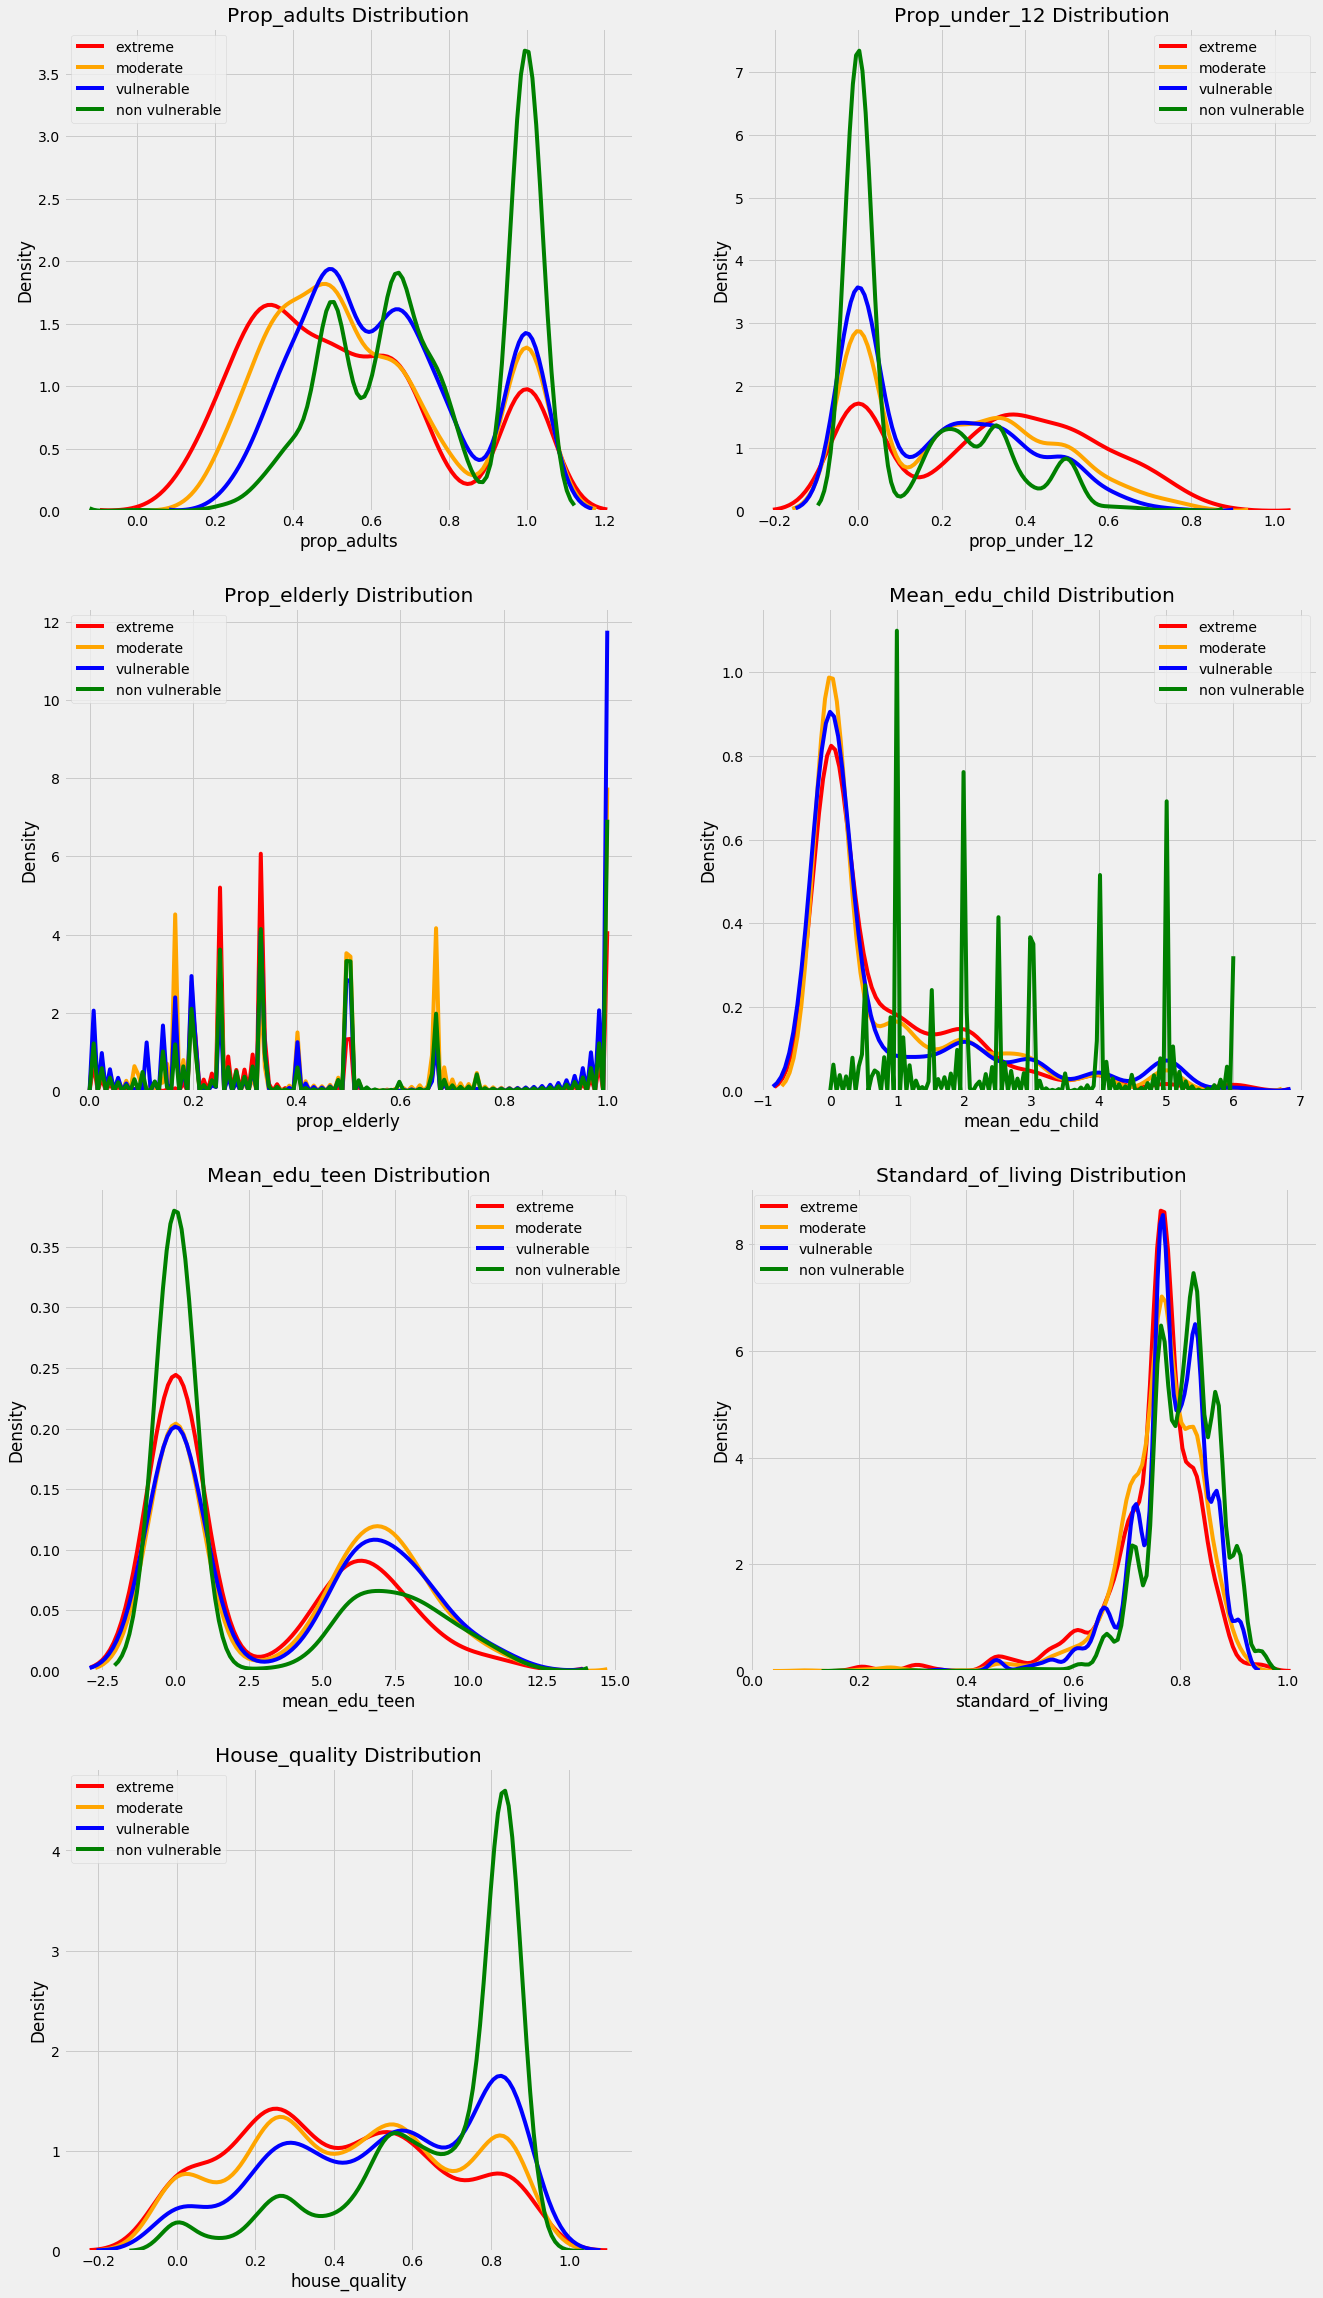 Prop_adults Distribution
extreme
moderate
vulnerable
non vulnerable
Density
3.5
3.0
2.5
2.0
1.5
1.0
0.5
0.0
0.0 0.2 0.4 0.6 0.8 1.0 1.2
prop_adults
Prop_under_12 Distribution
extreme
moderate
vulnerable
non vulnerable
Density
7
6
5
4
3
2
1
0
−0.2 0.0 0.2 0.4 0.6 0.8 1.0
prop_under_12
Prop_elderly Distribution
extreme
moderate
vulnerable
non vulnerable
Density
12
10
8
6
4
2
0
0.0 0.2 0.4 0.6 0.8 1.0
prop_elderly
Mean_edu_child Distribution
extreme
moderate
vulnerable
non vulnerable
Density
1.0
0.8
0.6
0.4
0.2
0.0
−1 0 1 2 3 4 5 6 7
mean_edu_child
Mean_edu_teen Distribution
extreme
moderate
vulnerable
non vulnerable
Density
0.35
0.30
0.25
0.20
0.15
0.10
0.05
0.00
−2.5 0.0 2.5 5.0 7.5 10.0 12.5 15.0
mean_edu_teen
Standard_of_living Distribution
extreme
moderate
vulnerable
non vulnerable
Density
8
6
4
2
0
0.0 0.2 0.4 0.6 0.8 1.0
standard_of_living
House_quality Distribution
extreme
moderate
vulnerable
non vulnerable
Density
4
3
2
1
0
−0.2 0.0 0.2 0.4 0.6 0.8 1.0
house_quality